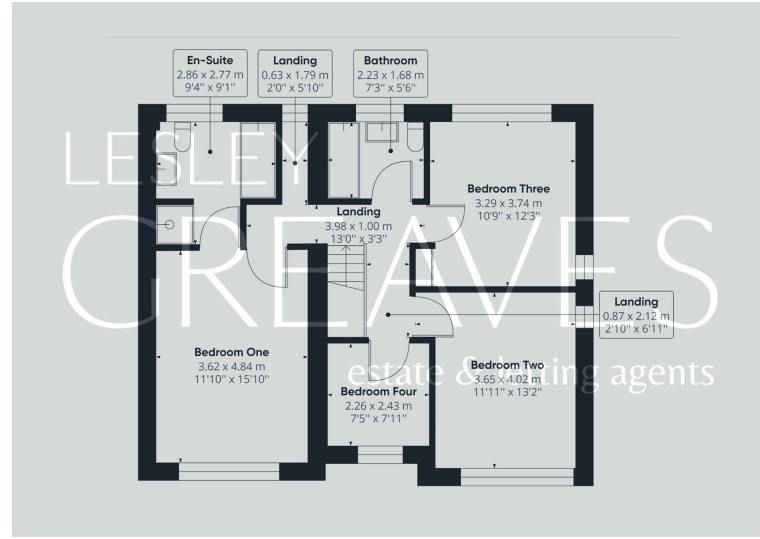 En-Suite
2.86 x 2.77 m
9'4" x 9'1"
Landing
0.63 x 1.79 m
2'0" x 5'10"
Bathroom
2.23 x 1.68 m
7'3" x 5'6"
LESLEY
GREAVES
estate & letting agents
Bedroom Three
3.29 x 3.74 m
10'9" x 12'3"
Landing
3.98 x 1.00 m
13'0" x 3'3"
Landing
0.87 x 2.12 m
2'10" x 6'11"
Bedroom One
3.62 x 4.84 m
11'10" x 15'10"
Bedroom Two
3.65 x 4.02 m
11'11" x 13'2"
Bedroom Four
2.26 x 2.43 m
7'5" x 7'11"